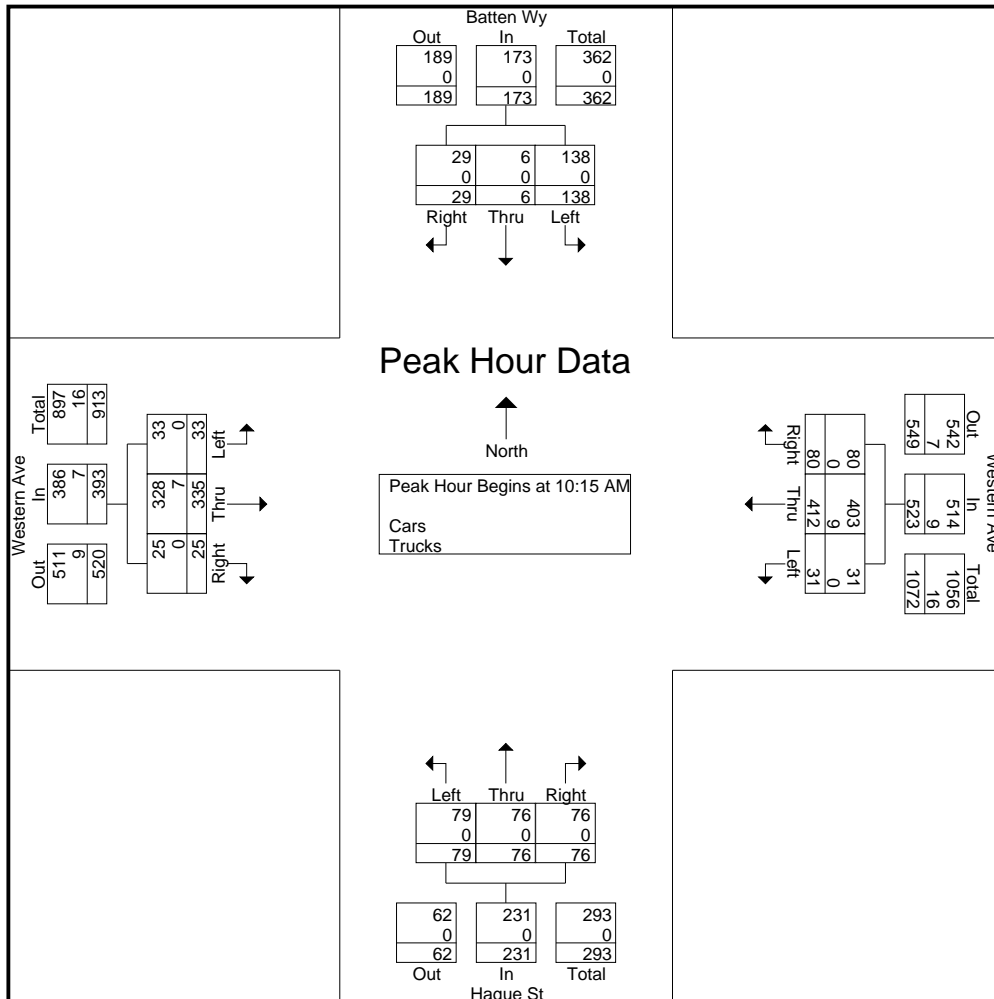 Batten Wy
Out In Total
189 173 362
0 0 0
189 173 362
29 6 138
0 0 0
29 6 138
Right Thru Left
Peak Hour Data
North
Peak Hour Begins at 10:15 AM
Cars
Trucks
Western Ave
Total In Out
897 386 511
16 7 9
913 393 520
33 328 25
0 7 0
33 335 25
Left Thru Right
Western Ave
Out In Total
542 514 1056
7 9 16
549 523 1072
80 403 31
0 9 0
80 412 31
Right Thru Left
Left Thru Right
79 76 76
0 0 0
79 76 76
62 231 293
0 0 0
62 231 293
Out In Total
Hague St